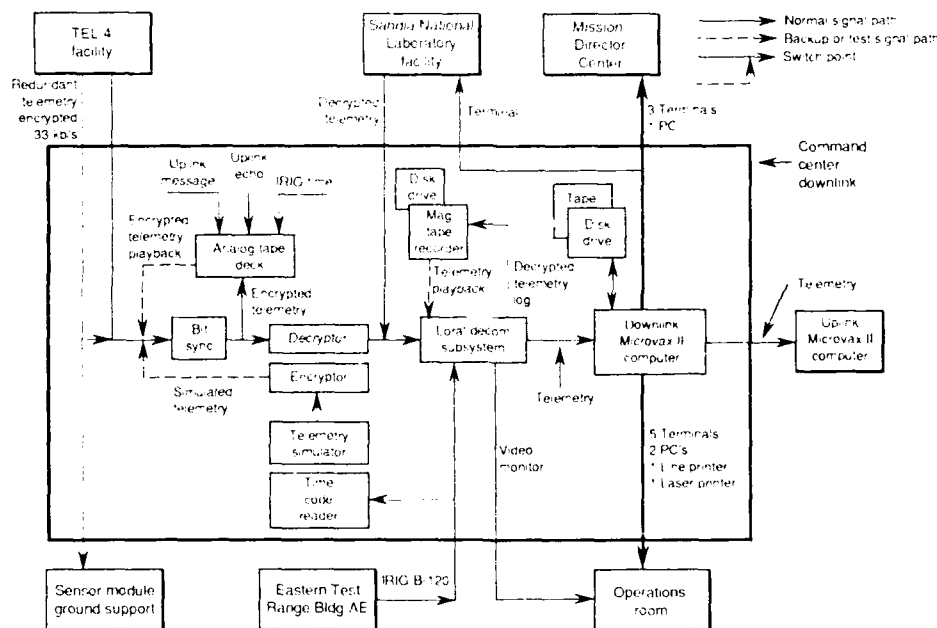 TEL 4
facility
Sandia National
Laboratory
facility
Mission
Director
Center
Normal signal path
Backup or test signal path
Switch point
Redundant
telemetry
encrypted
33 kb/s
Decrypted
telemetry
Terminal
3 Terminals
1 PC
Command
center
downlink
Uplink
message
Uplink
echo
IRIG time
Disk
drive
Mag
tape
recorder
Tape
Disk
drive
Encrypted
telemetry
playback
Analog tape
deck
Telemetry
playback
Decrypted
telemetry
log
Encrypted
telemetry
Telemetry
Bit
sync
Decryptor
Loral decom
subsystem
Downlink
Microvax II
computer
Uplink
Microvax II
computer
Encryptor
Simulated
telemetry
Telemetry
Telemetry
simulator
Video
monitor
5 Terminals
2 PC's
1 Line printer
1 Laser printer
Time
code
reader
Sensor module
ground support
Eastern Test
Range Bldg AE
IRIG B-120
Operations
room